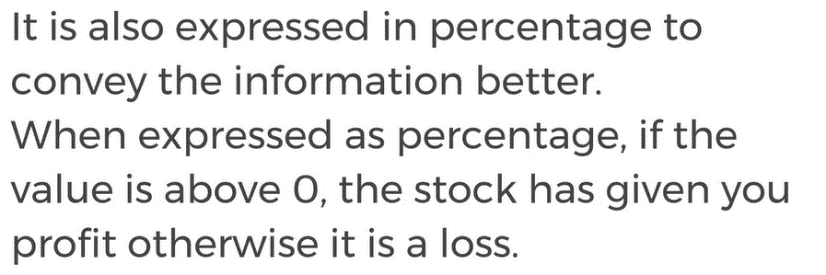 It is also expressed in percentage to
convey the information better.
When expressed as percentage, if the
value is above 0, the stock has given you
profit otherwise it is a loss.